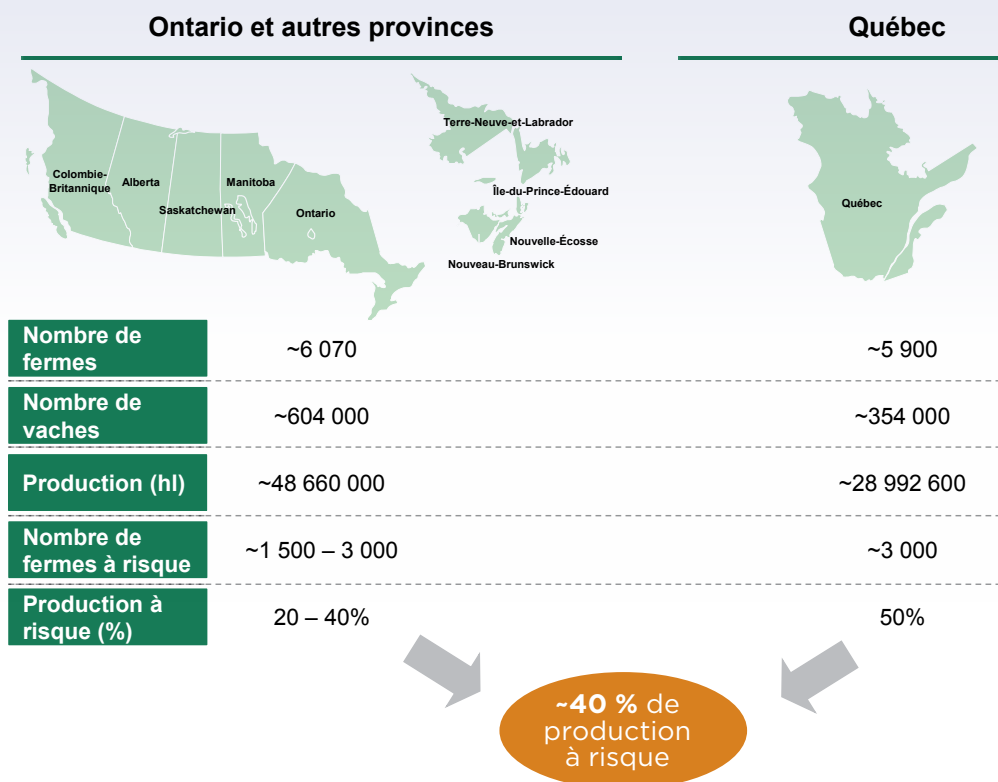 Ontario et autres provinces
Québec
Terre-Neuve-et-Labrador
Colombie-
Britannique
Alberta
Manitoba
Saskatchewan
Ontario
Île-du-Prince-Édouard
Nouvelle-Écosse
Nouveau-Brunswick
Québec
Nombre de
fermes
~6 070
~5 900
Nombre de
vaches
~604 000
~354 000
Production (hl)
~48 660 000
~28 992 600
Nombre de
fermes à risque
~1 500 – 3 000
~3 000
Production à
risque (%)
20 – 40%
50%
~40 % de
production
à risque